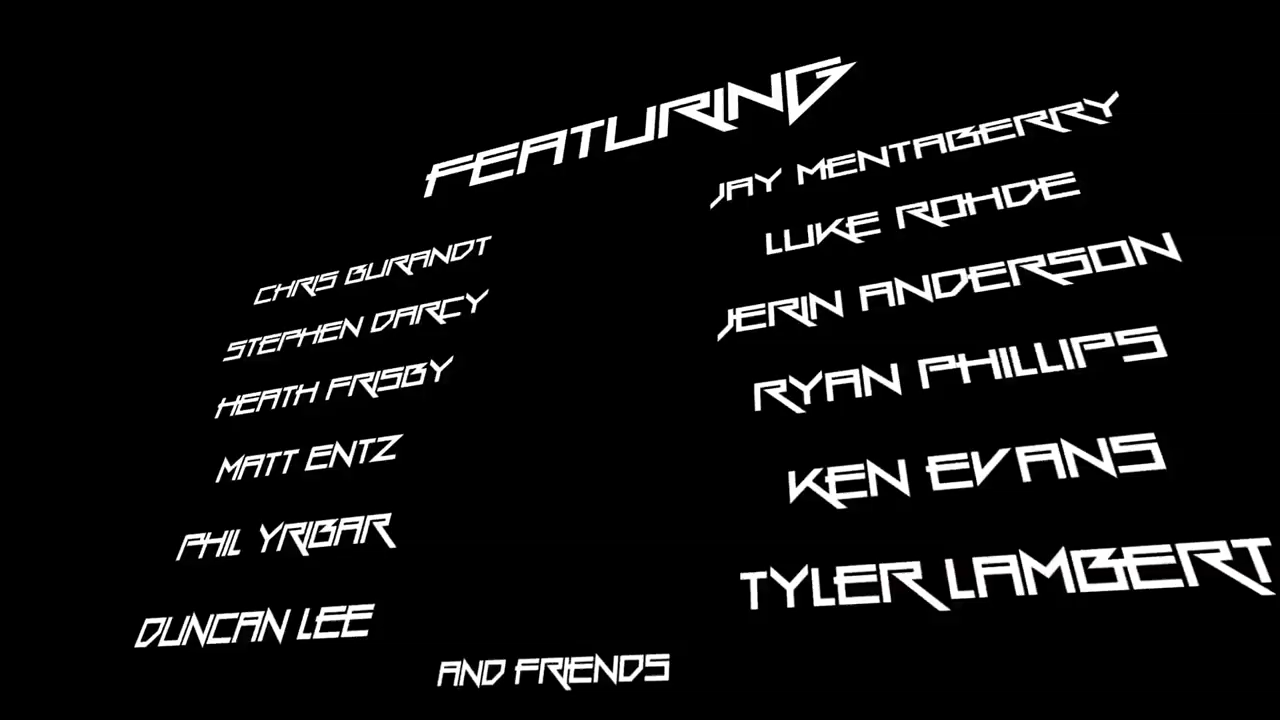 FEATURING
CHRIS BURANDT
STEPHEN DARCY
HEATH FRISBY
MATT ENTZ
PHIL YRIBAR
DUNCAN LEE
JAY MENTABERRY
LUKE ROHDE
JERIN ANDERSON
RYAN PHILLIPS
KEN EVANS
TYLER LAMBERT
AND FRIENDS